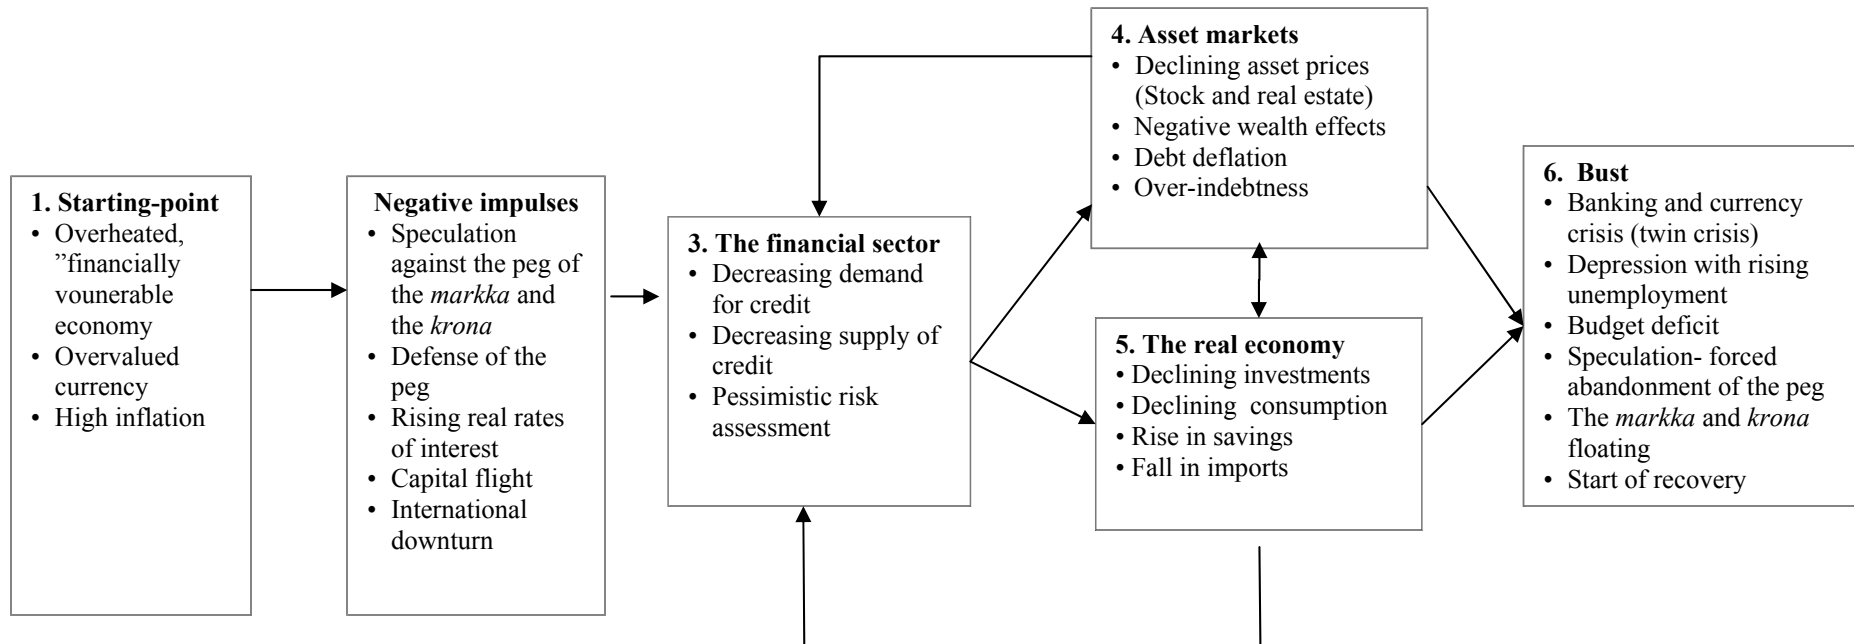 1. Starting-point
• Overheated,
”financially
vounerable
economy
• Overvalued
currency
• High inflation
Negative impulses
• Speculation
against the peg of
the markka and
the krona
• Defense of the
peg
• Rising real rates
of interest
• Capital flight
• International
downturn
3. The financial sector
• Decreasing demand
for credit
• Decreasing supply of
credit
• Pessimistic risk
assessment
4. Asset markets
• Declining asset prices
(Stock and real estate)
• Negative wealth effects
• Debt deflation
• Over-indebtness
5. The real economy
• Declining investments
• Declining consumption
• Rise in savings
• Fall in imports
6. Bust
• Banking and currency
crisis (twin crisis)
• Depression with rising
unemployment
• Budget deficit
• Speculation- forced
abandonment of the peg
• The markka and krona
floating
• Start of recovery